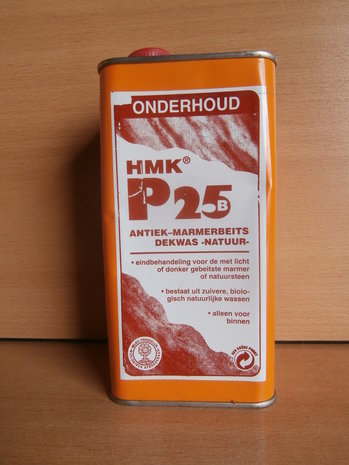 ONDERHOUD
HMK®
P25B
ANTIEK–MARMERBEITS
DEKWAS -NATUUR-
• eindbehandeling voor de met licht
of donker gebeitste marmer
of natuursteen
• bestaat uit zuivere, biolo-
gisch natuurlijke wassen
• alleen voor
binnen